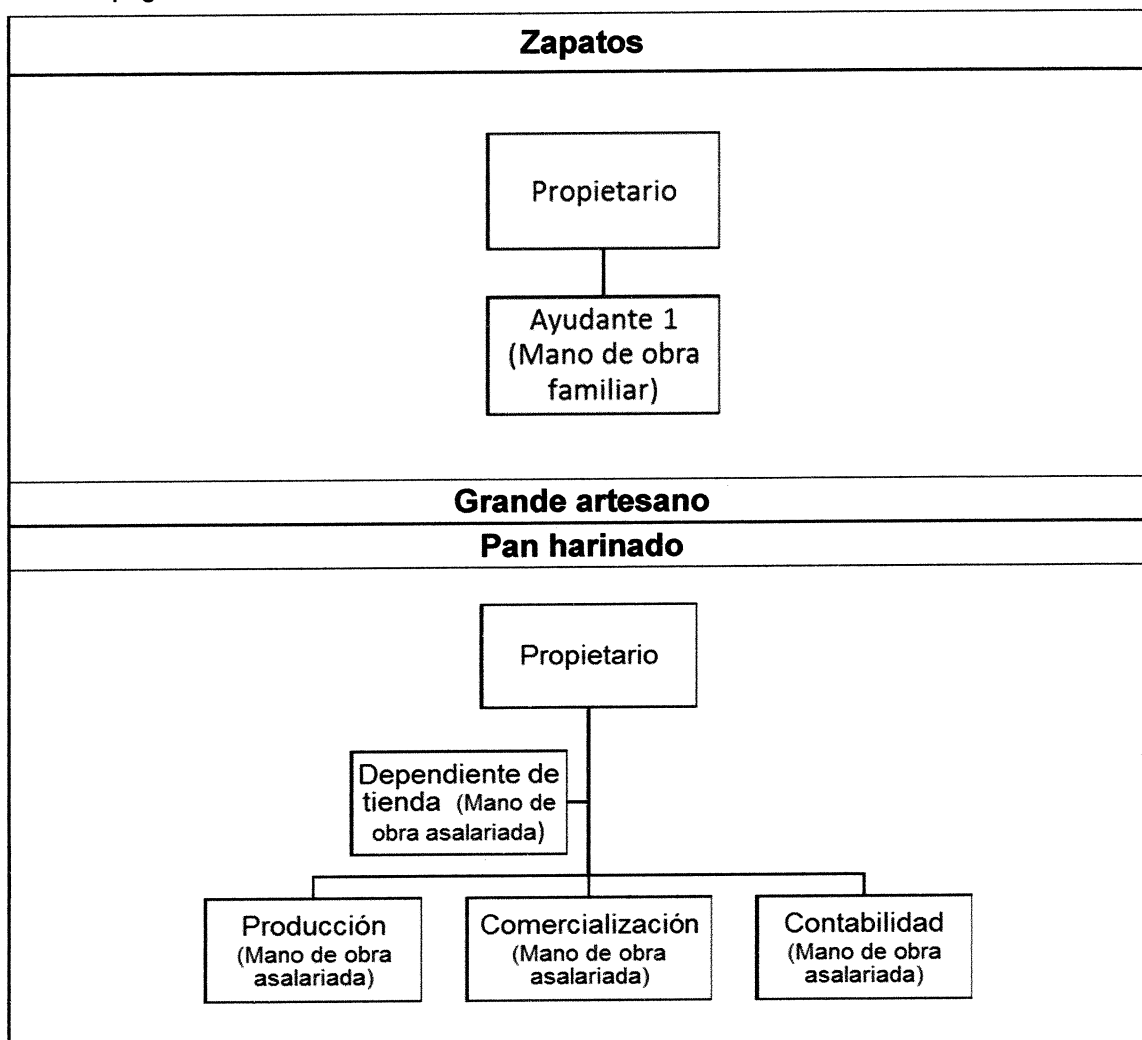 Zapatos
Propietario
Ayudante 1
(Mano de obra
familiar)
Grande artesano
Pan harinado
Propietario
Dependiente de
tienda (Mano de
obra asalariada)
Producción
(Mano de obra
asalariada)
Comercialización
(Mano de obra
asalariada)
Contabilidad
(Mano de obra
asalariada)